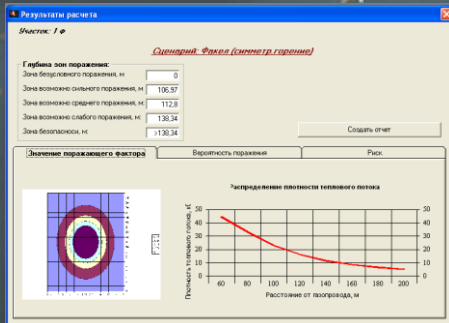 Результаты расчета
Участок: 1 ф
Сценарий: Факел (симметр.горение)
Глубина зон поражения:
Зона безусловного поражения, м 0
Зона возможно сильного поражения, м 106,97
Зона возможно среднего поражения, м: 112,8
Зона возможно слабого поражения, м 138,34
Зона безопасноси, м: >138,34
Создать отчет
Значение поражающего фактора Вероятность поражения Риск
Распределение плотности теплового потока
Плотность теплового потока, кВ
50 50
40 40
30 30
20 20
10 10
0 0
60 80 100 120 140 160 180 200
Расстояние от газопровода, м